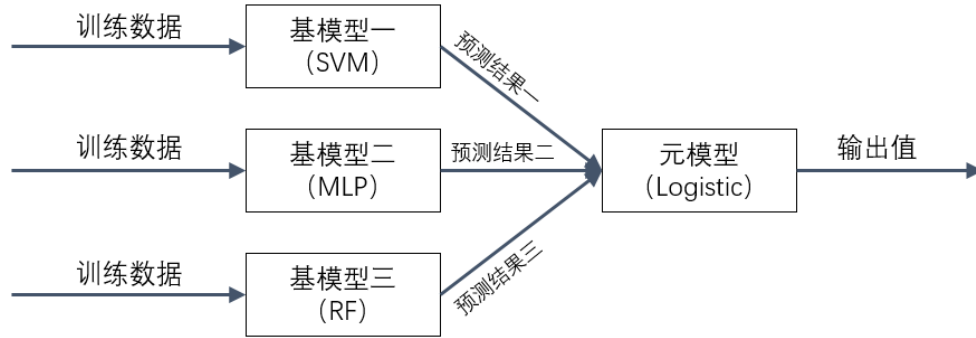 训练数据
基模型一
（SVM）
预测结果一
训练数据
基模型二
（MLP）
预测结果二
元模型
（Logistic）
输出值
训练数据
基模型三
（RF）
预测结果三